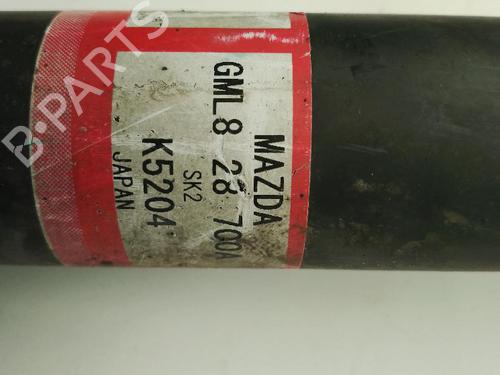 MAZDA
GML8 28 700A
SK2
K5204
JAPAN
B-PARTS